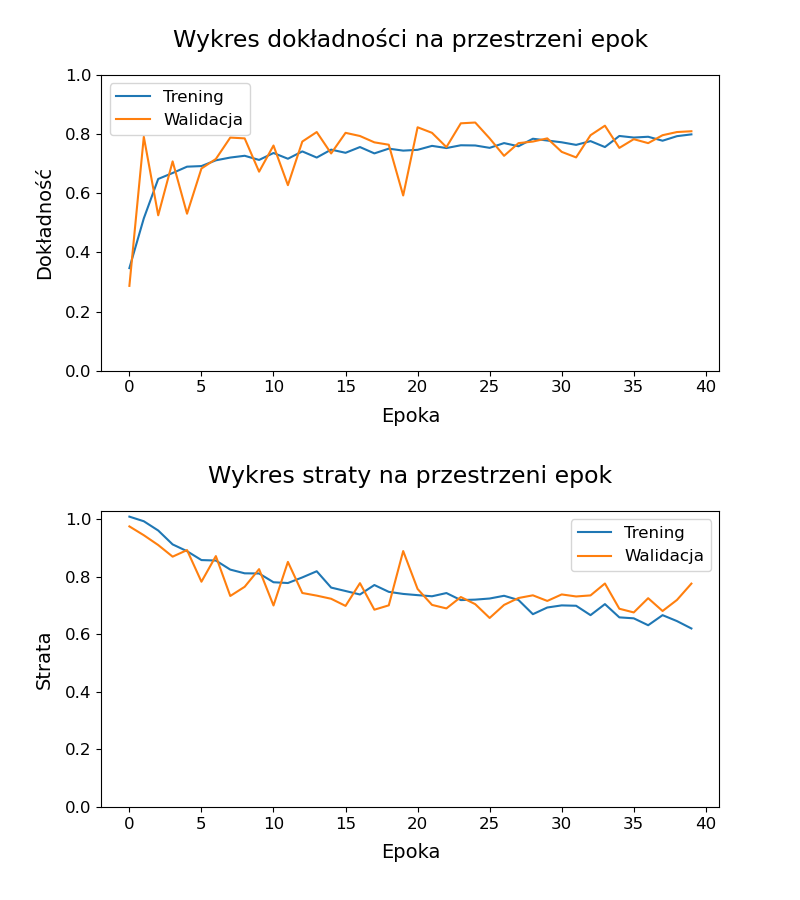 Wykres dokładności na przestrzeni epok
1.0
Trening
Walidacja
0.8
0.6
0.4
0.2
0.0
Dokładność
0 5 10 15 20 25 30 35 40
Epoka
Wykres straty na przestrzeni epok
1.0
Trening
Walidacja
0.8
0.6
0.4
0.2
0.0
Strata
0 5 10 15 20 25 30 35 40
Epoka